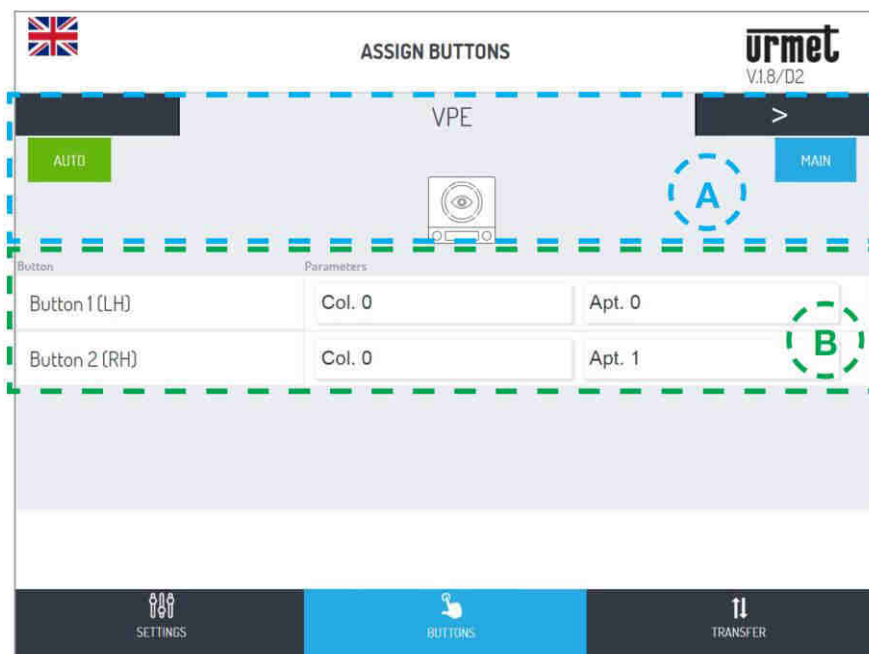 ASSIGN BUTTONS
urmet
V.1.8/D2
VPE >
AUTO
MAIN
A
Button Parameters
Button 1 (LH) Col. 0 Apt. 0
Button 2 (RH) Col. 0 Apt. 1
B
SETTINGS BUTTONS TRANSFER